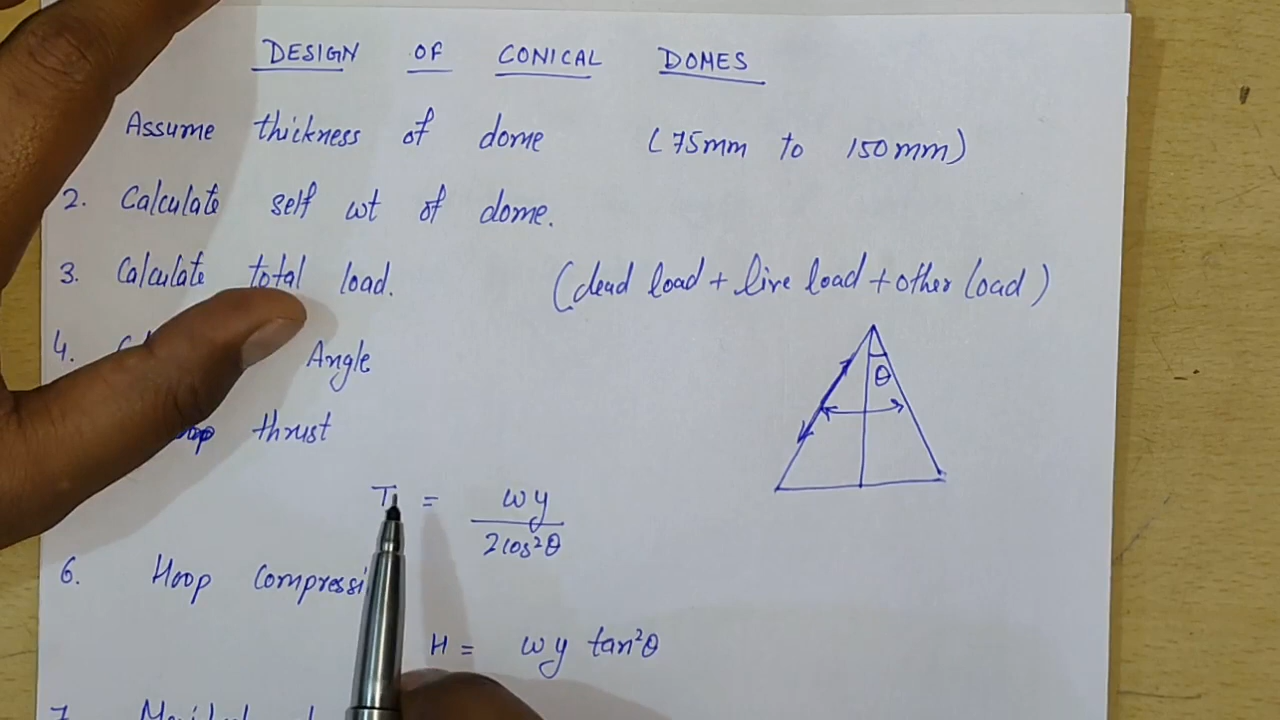 DESIGN OF CONICAL DOMES
Assume thickness of dome (75mm to 150mm)
2. Calculate self wt of dome.
3. Calculate total load. (dead load + live load + other load)
4. Angle
θ
thrust
T = wy / 2cos²θ
6. Hoop
H = wy tan²θ
7.